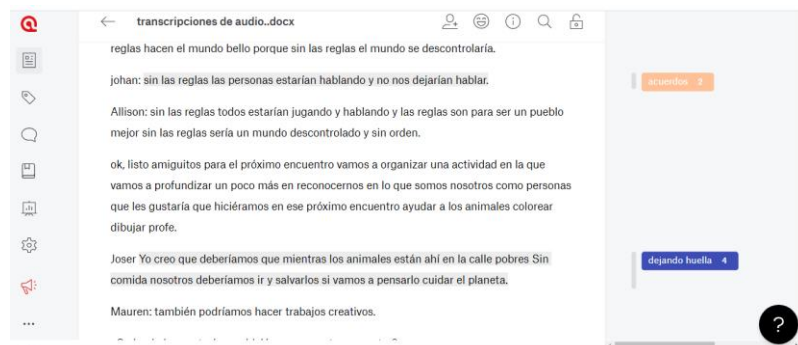 transcripciones de audio..docx
reglas hacen el mundo bello porque sin las reglas el mundo se descontrolaría.
johan: sin las reglas las personas estarían hablando y no nos dejarían hablar.
acuerdos 2
Allison: sin las reglas todos estarían jugando y hablando y las reglas son para ser un pueblo
mejor sin las reglas sería un mundo descontrolado y sin orden.
ok, listo amiguitos para el próximo encuentro vamos a organizar una actividad en la que
vamos a profundizar un poco más en reconocernos en lo que somos nosotros como personas
que les gustaría que hiciéramos en ese próximo encuentro ayudar a los animales colorear
dibujar profe.
Joser Yo creo que deberíamos que mientras los animales están ahí en la calle pobres Sin
comida nosotros deberíamos ir y salvarlos si vamos a pensarlo cuidar el planeta.
dejando huella 4
Mauren: también podríamos hacer trabajos creativos.
?